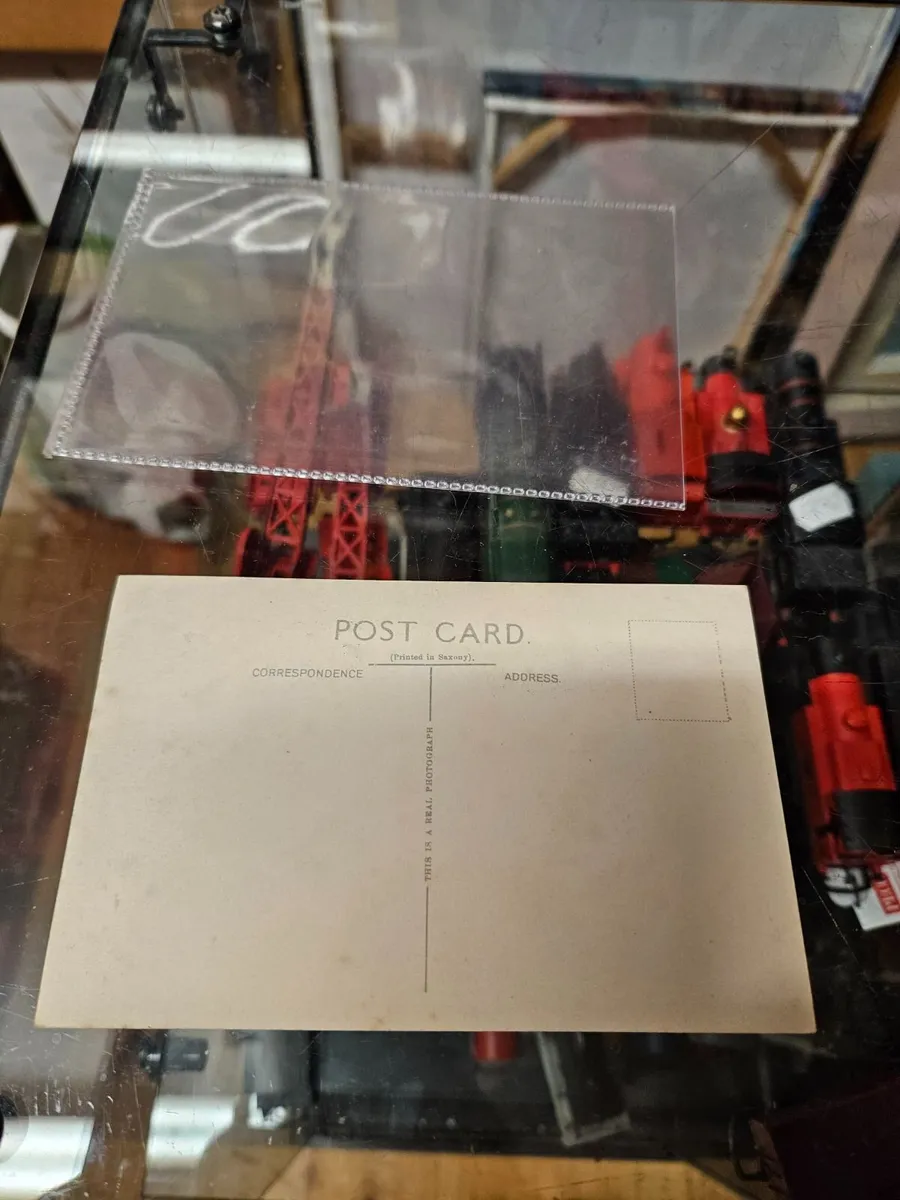 POST CARD.
(Printed in Saxony).
CORRESPONDENCE
ADDRESS.
THIS IS A REAL PHOTOGRAPH